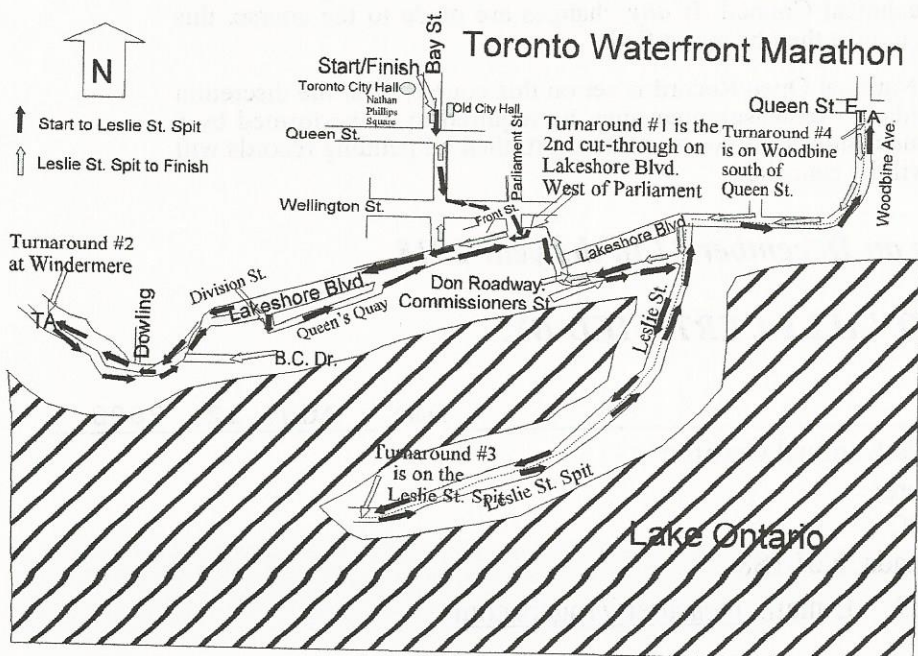 Toronto Waterfront Marathon
N
Start to Leslie St. Spit
Leslie St. Spit to Finish
Bay St.
Start/Finish
Toronto City Hall
Nathan
Phillips
Square
Old City Hall
Queen St.
Wellington St.
Parliament St.
Front St.
Turnaround #1 is the
2nd cut-through on
Lakeshore Blvd.
West of Parliament
Queen St. E.
TA
Turnaround #4
is on Woodbine
south of
Queen St.
Woodbine Ave.
Turnaround #2
at Windermere
TA
Dowling
Division St.
Lakeshore Blvd.
Queen's Quay
B.C. Dr.
Don Roadway.
Commissioners St.
Lakeshore Blvd.
Leslie St.
Turnaround #3
is on the
Leslie St. Spit
Leslie St. Spit
Lake Ontario